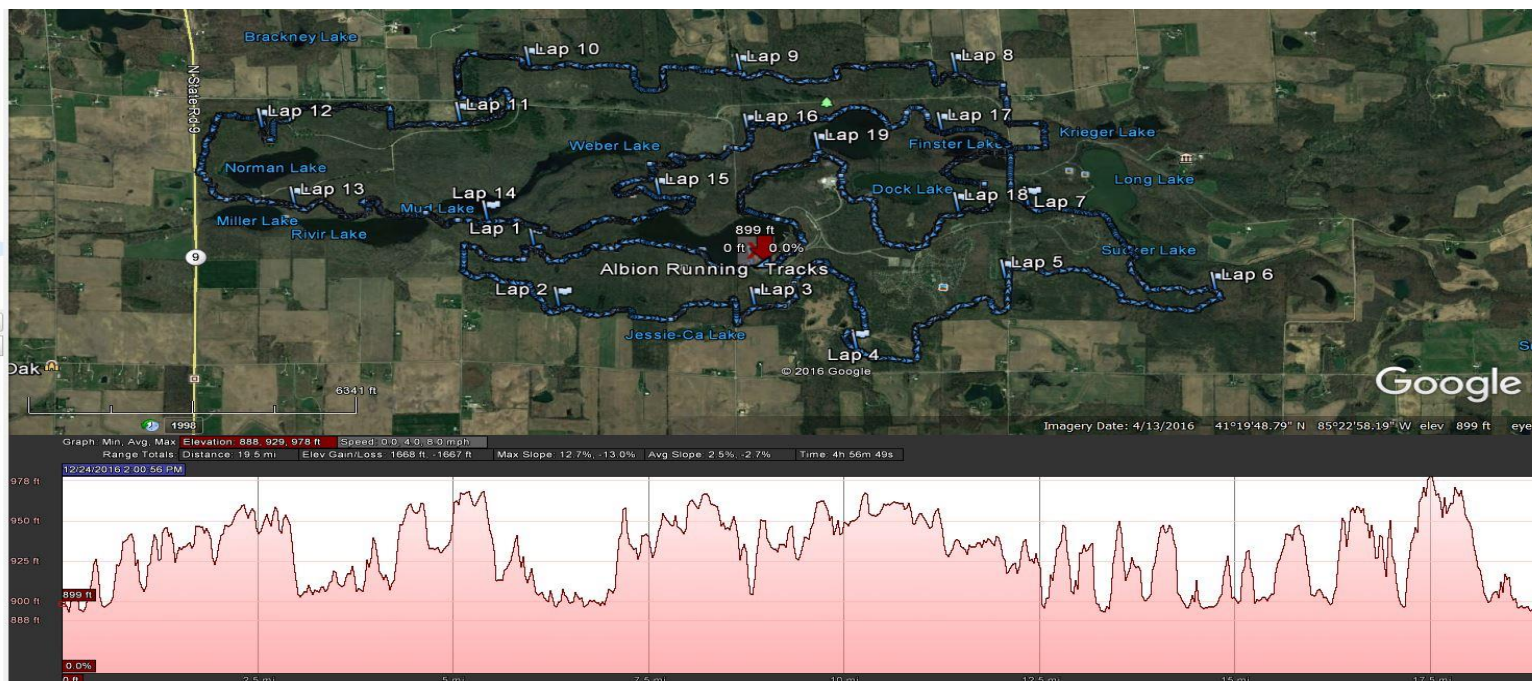 Brackney Lake
Lap 10
Lap 9
Lap 8
N State Rd 9
Lap 12
Lap 11
Lap 16
Lap 17
Lap 19
Krieger Lake
Weber Lake
Finster Lake
Norman Lake
Lap 15
Long Lake
Lap 13
Dock Lake
Lap 14
Lap 18
Lap 7
Mud Lake
Miller Lake
Rivir Lake
Lap 1
899 ft
0 ft 0.0%
Sucker Lake
9
Albion Running Tracks
Lap 5
Lap 6
Lap 2
Lap 3
Jessie-Ca Lake
Lap 4
Oak
© 2016 Google
6341 ft
Google
1998
Imagery Date: 4/13/2016 41°19'48.79" N 85°22'58.19" W elev 899 ft eye
Graph: Min, Avg, Max Elevation: 888, 929, 978 ft Speed: 0.0, 4.0, 8.0 mph
Range Totals: Distance: 19.5 mi Elev Gain/Loss: 1668 ft, -1667 ft Max Slope: 12.7%, -13.0% Avg Slope: 2.5%, -2.7% Time: 4h 56m 49s
12/24/2016 2:00:56 PM
978 ft
950 ft
925 ft
899 ft
900 ft
888 ft
0.0%
0 ft 2.5 mi 5 mi 7.5 mi 10 mi 12.5 mi 15 mi 17.5 mi